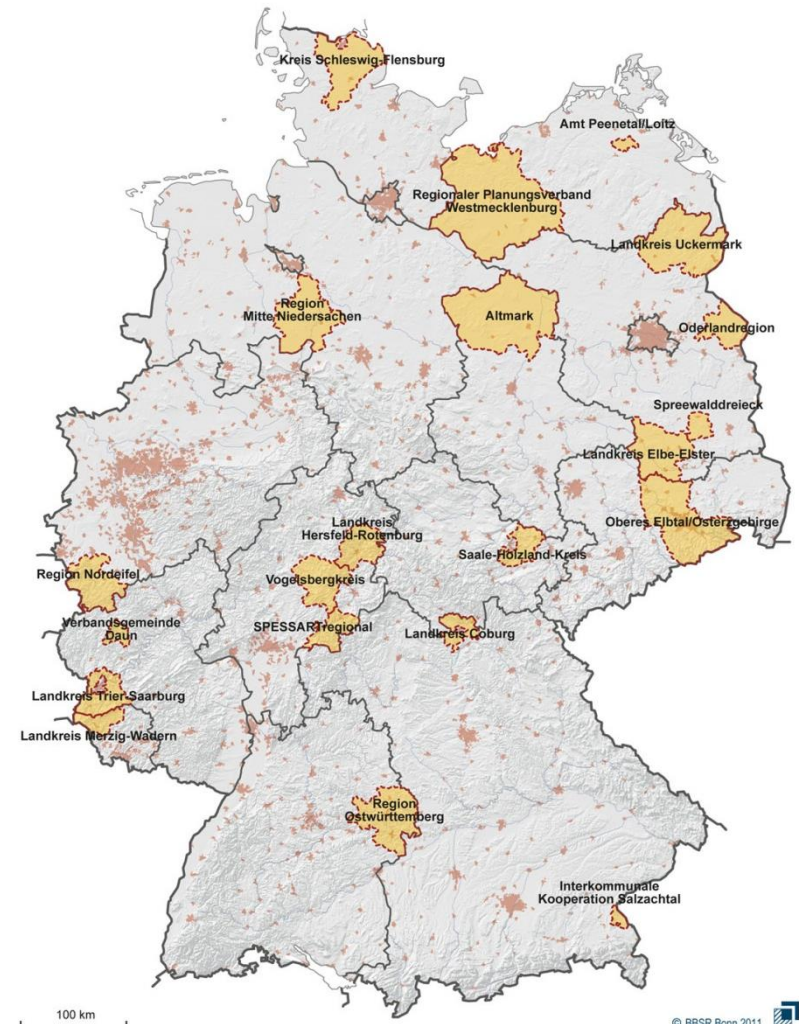 Kreis Schleswig-Flensburg
Amt Peenetal/Loitz
Regionaler Planungsverband
Westmecklenburg
Landkreis Uckermark
Region
Mitte Niedersachen
Altmark
Oderlandregion
Spreewalddreieck
Landkreis Elbe-Elster
Landkreis
Hersfeld-Rotenburg
Oberes Elbtal/Osterzgebirge
Saale-Holzland-Kreis
Region Nordeifel
Vogelsbergkreis
Verbandsgemeinde
Daun
SPESSARTregional
Landkreis Coburg
Landkreis Trier-Saarburg
Landkreis Merzig-Wadern
Region
Ostwürttemberg
Interkommunale
Kooperation Salzachtal
100 km
© BBSR Bonn 2011